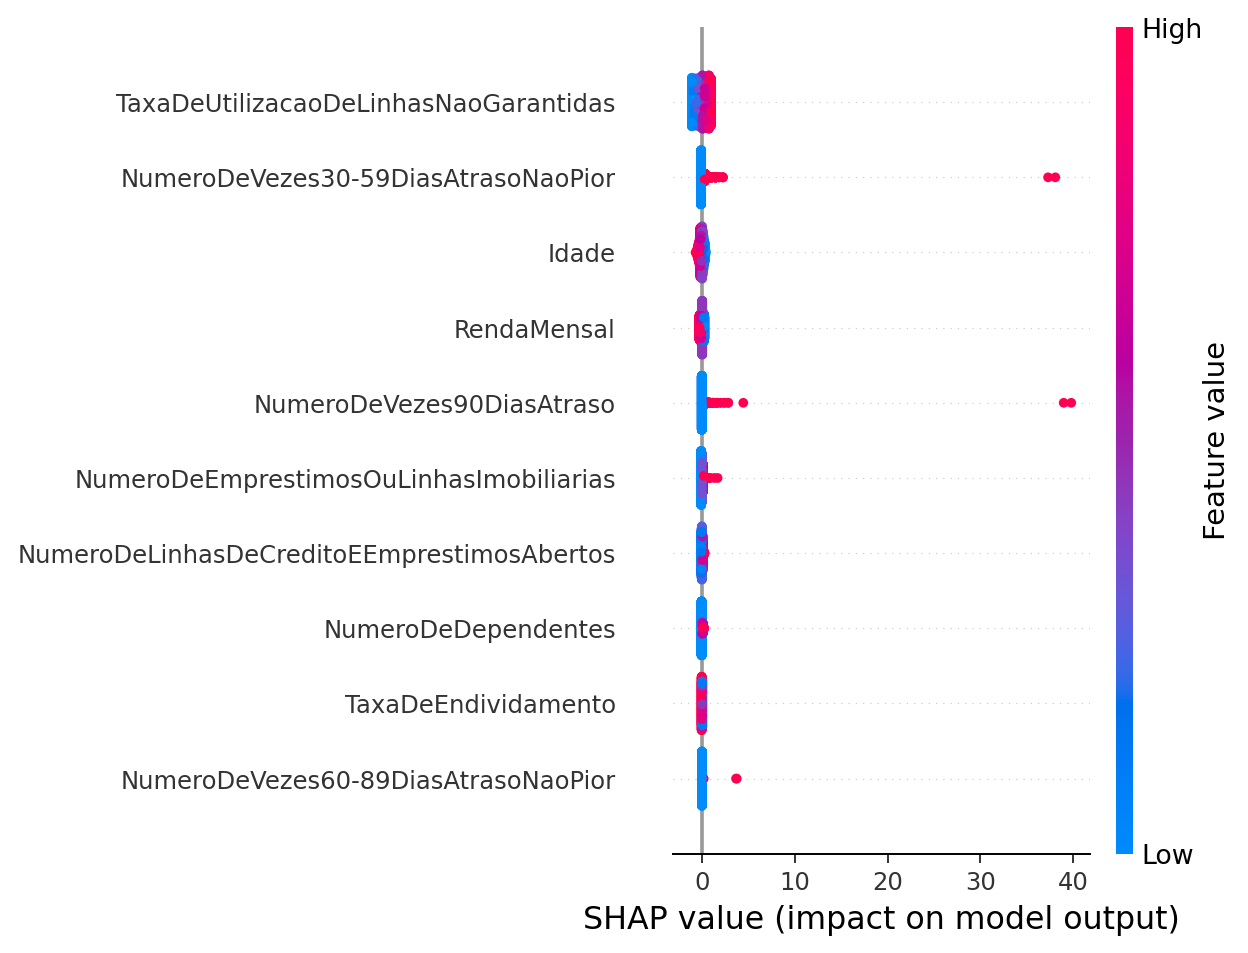 High
TaxaDeUtilizacaoDeLinhasNaoGarantidas
NumeroDeVezes30-59DiasAtrasoNaoPior
Idade
RendaMensal
NumeroDeVezes90DiasAtraso
NumeroDeEmprestimosOuLinhasImobiliarias
NumeroDeLinhasDeCreditoEEmprestimosAbertos
NumeroDeDependentes
TaxaDeEndividamento
NumeroDeVezes60-89DiasAtrasoNaoPior
Feature value
Low
0 10 20 30 40
SHAP value (impact on model output)